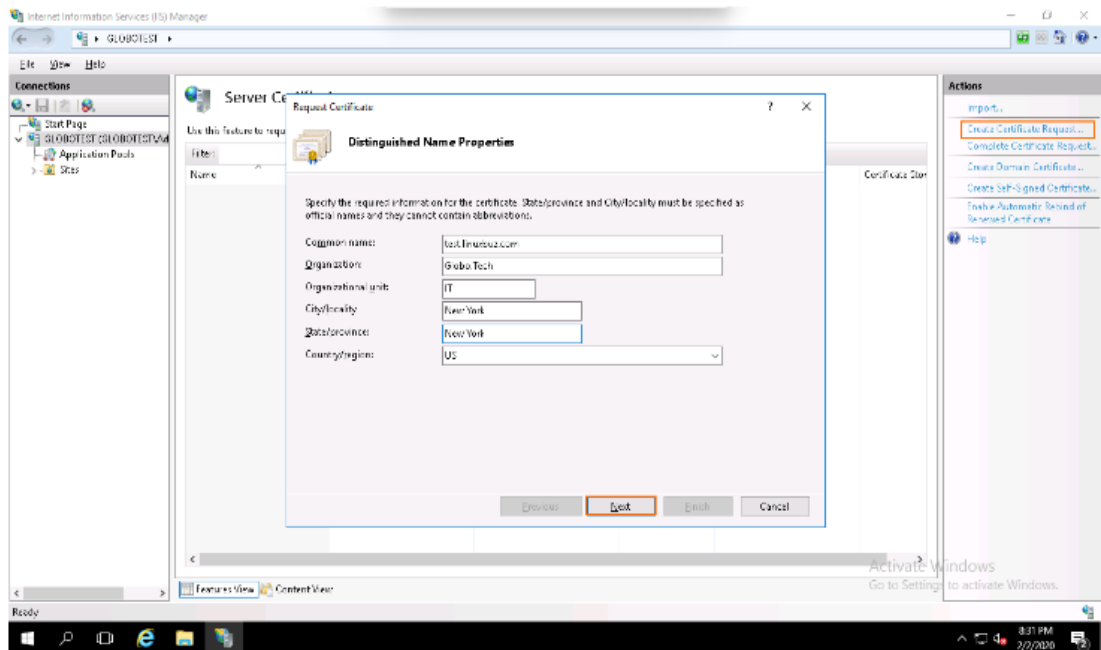 Internet Information Services (IIS) Manager
GLOBOTEST
File View Help
Connections
Start Page
GLOBOTEST (GLOBOTEST\Ad
Application Pools
Sites
Server Ce
Use this feature to requ
Filter:
Name
Certificate Stor
Request Certificate
? 
Distinguished Name Properties
Specify the required information for the certificate. State/province and City/locality must be specified as
official names and they cannot contain abbreviations.
Common name:
test.linuxbuz.com
Organization:
Globo.Tech
Organizational unit:
IT
City/locality
New York
State/province:
New York
Country/region:
US
Previous Next Finish Cancel
Actions
Import...
Create Certificate Request...
Complete Certificate Request...
Create Domain Certificate...
Create Self-Signed Certificate...
Enable Automatic Rebind of
Renewed Certificate
Help
Features View Content View
Activate Windows
Go to Settings to activate Windows.
Ready
8:31 PM
2/2/2020